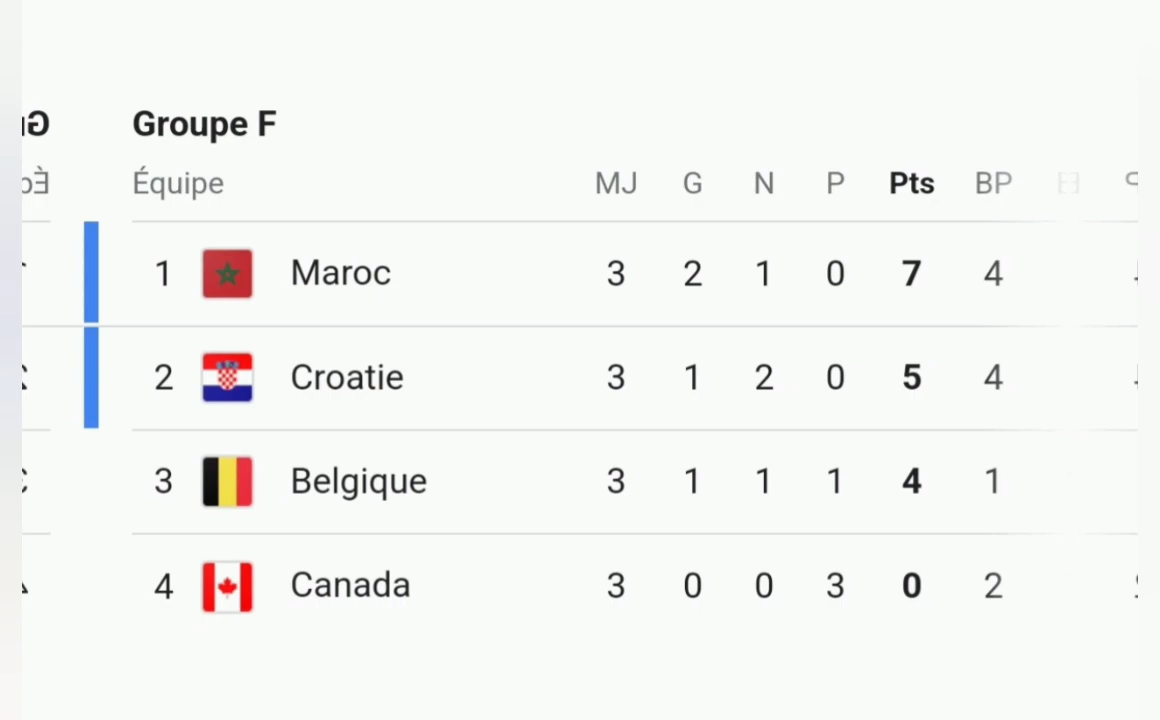 Groupe F
Équipe MJ G N P Pts BP
1 Maroc 3 2 1 0 7 4
2 Croatie 3 1 2 0 5 4
3 Belgique 3 1 1 1 4 1
4 Canada 3 0 0 3 0 2